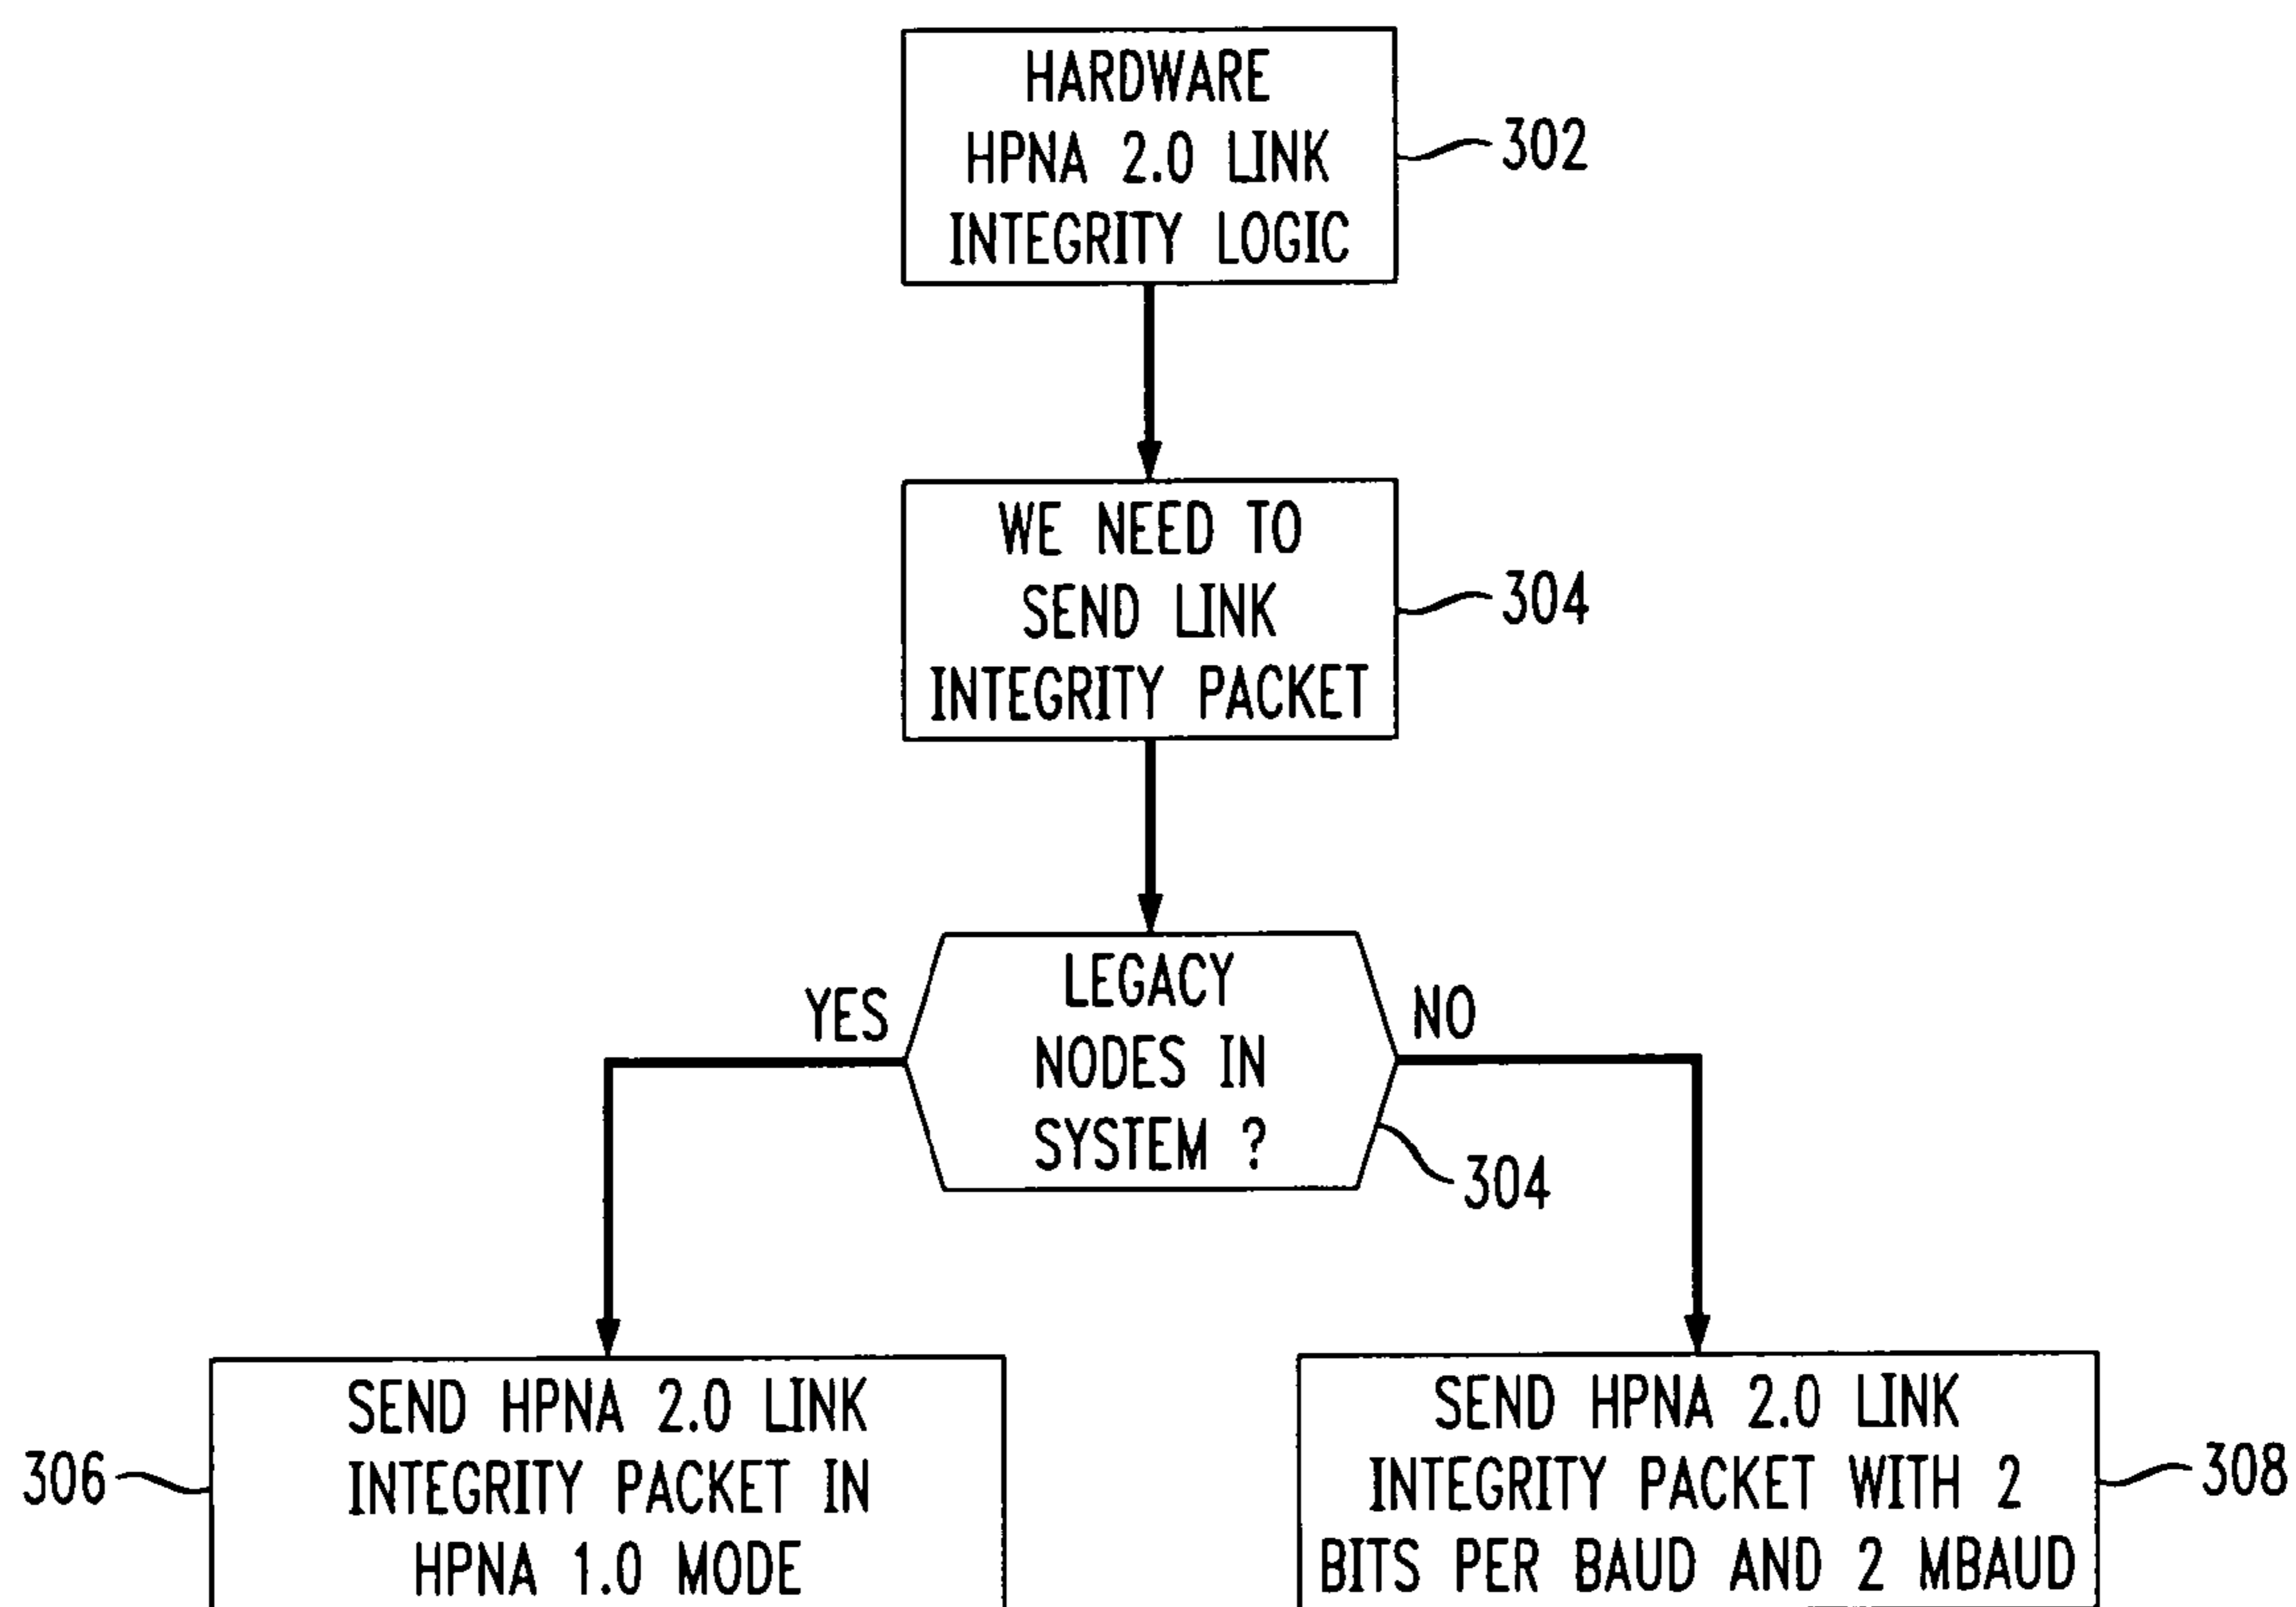 HARDWARE
HPNA 2.0 LINK
INTEGRITY LOGIC
302
WE NEED TO
SEND LINK
INTEGRITY PACKET
304
LEGACY
NODES IN
SYSTEM ?
YES
NO
304
SEND HPNA 2.0 LINK
INTEGRITY PACKET IN
HPNA 1.0 MODE
306
SEND HPNA 2.0 LINK
INTEGRITY PACKET WITH 2
BITS PER BAUD AND 2 MBAUD
308